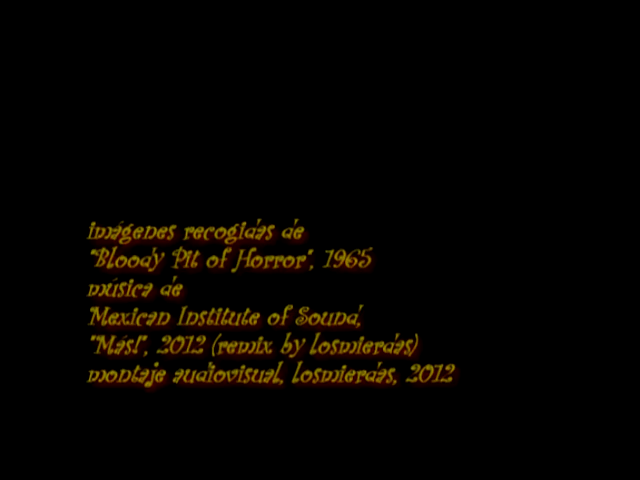 imágenes recogidas de
"Bloody Pit of Horror", 1965
música de
Mexican Institute of Sound,
"Más!", 2012 (remix by losmierdas)
montaje audiovisual, losmierdas, 2012